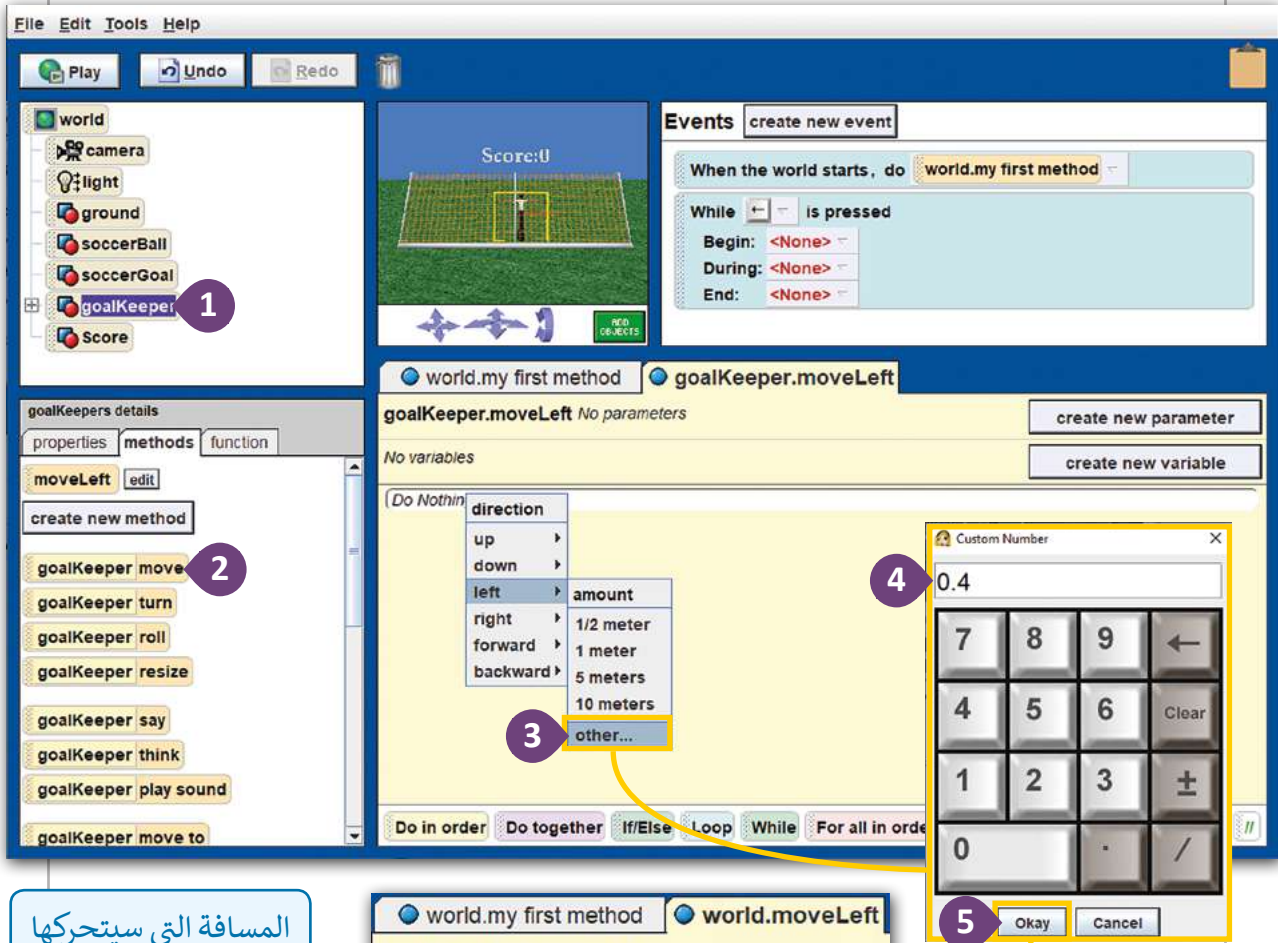 File Edit Tools Help
Play Undo Redo
world
camera
light
ground
soccerBall
soccerGoal
goalKeeper 1
Score
Score:0
ADD OBJECTS
Events create new event
When the world starts, do world.my first method
While ← is pressed
Begin: <None>
During: <None>
End: <None>
goalKeepers details
properties methods function
moveLeft edit
create new method
goalKeeper move 2
goalKeeper turn
goalKeeper roll
goalKeeper resize
goalKeeper say
goalKeeper think
goalKeeper play sound
goalKeeper move to
world.my first method goalKeeper.moveLeft
goalKeeper.moveLeft No parameters create new parameter
No variables create new variable
(Do Nothin
direction
up
down
left
right
forward
backward
amount
1/2 meter
1 meter
5 meters
10 meters
3 other...
Do in order Do together If/Else Loop While For all in orde //
Custom Number ×
4 0.4
7 8 9 ←
4 5 6 Clear
1 2 3 ±
0 . /
5 Okay Cancel
المسافة التي سيتحركها
world.my first method world.moveLeft